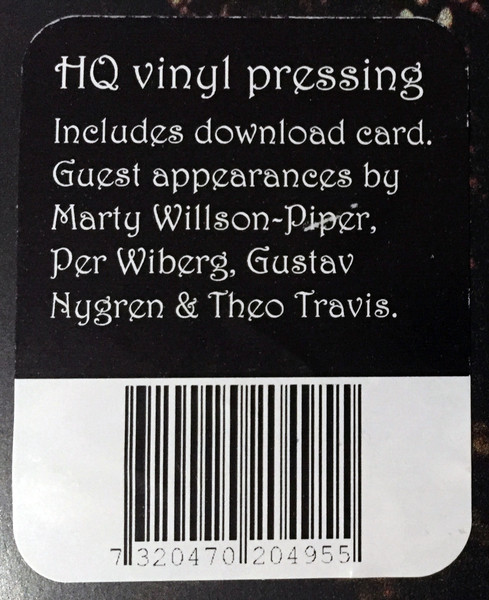 HQ vinyl pressing
Includes download card.
Guest appearances by
Marty Willson-Piper,
Per Wiberg, Gustav
Nygren & Theo Travis.
7 320470 204955